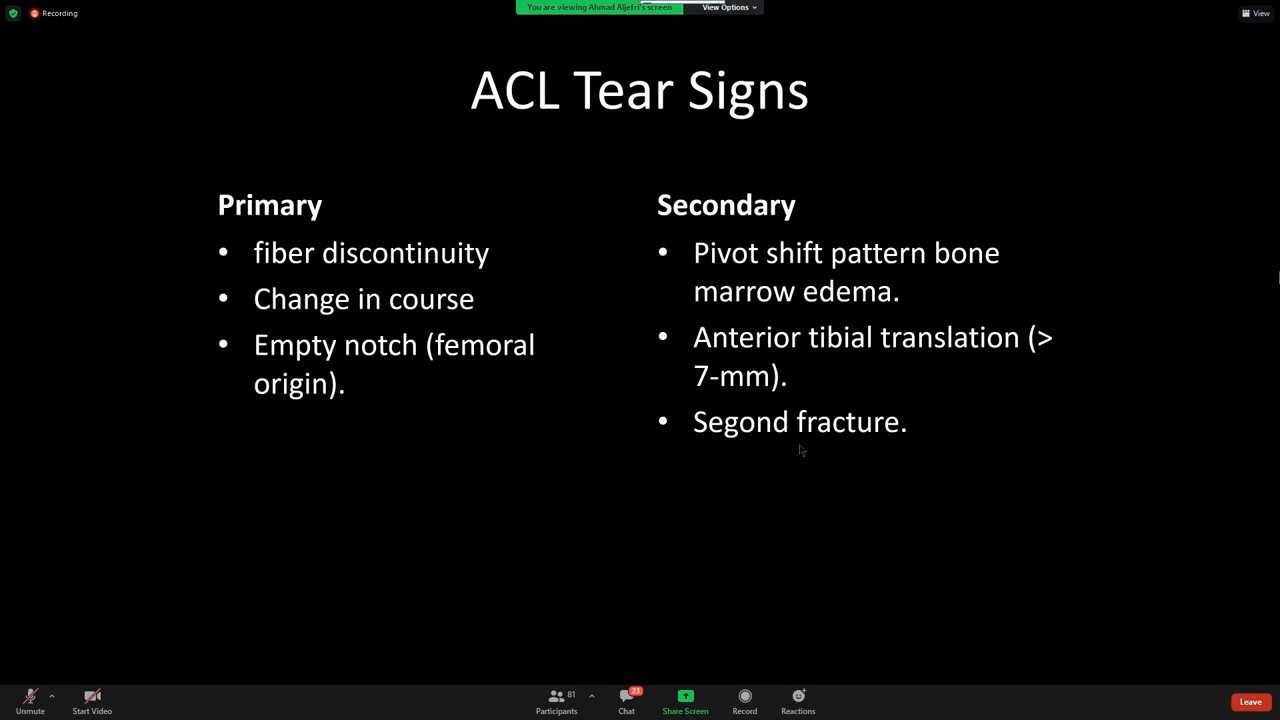 Recording
You are viewing Ahmad Aljefri's screen
View Options
View
ACL Tear Signs
Primary
• fiber discontinuity
• Change in course
• Empty notch (femoral
origin).
Secondary
• Pivot shift pattern bone
marrow edema.
• Anterior tibial translation (>
7-mm).
• Segond fracture.
Unmute
Start Video
81
Participants
23
Chat
Share Screen
Record
Reactions
Leave